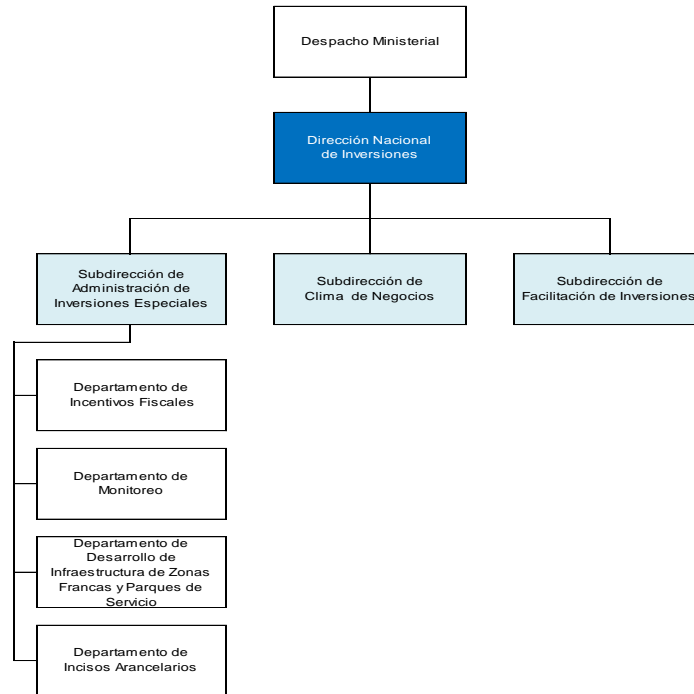 Despacho Ministerial
Dirección Nacional
de Inversiones
Subdirección de
Administración de
Inversiones Especiales
Subdirección de
Clima de Negocios
Subdirección de
Facilitación de Inversiones
Departamento de
Incentivos Fiscales
Departamento de
Monitoreo
Departamento de
Desarrollo de
Infraestructura de Zonas
Francas y Parques de
Servicio
Departamento de
Incisos Arancelarios